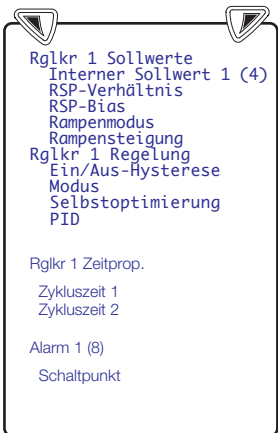 Rglkr 1 Sollwerte
Interner Sollwert 1 (4)
RSP-Verhältnis
RSP-Bias
Rampenmodus
Rampensteigung
Rglkr 1 Regelung
Ein/Aus-Hysterese
Modus
Selbstoptimierung
PID
Rglkr 1 Zeitprop.
Zykluszeit 1
Zykluszeit 2
Alarm 1 (8)
Schaltpunkt